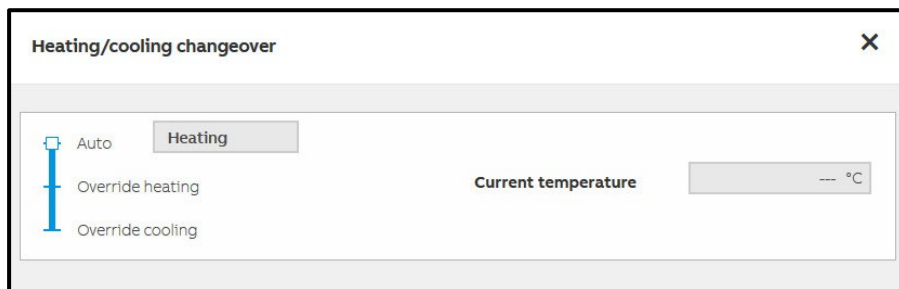 Heating/cooling changeover
Auto
Heating
Override heating
Current temperature
--- °C
Override cooling